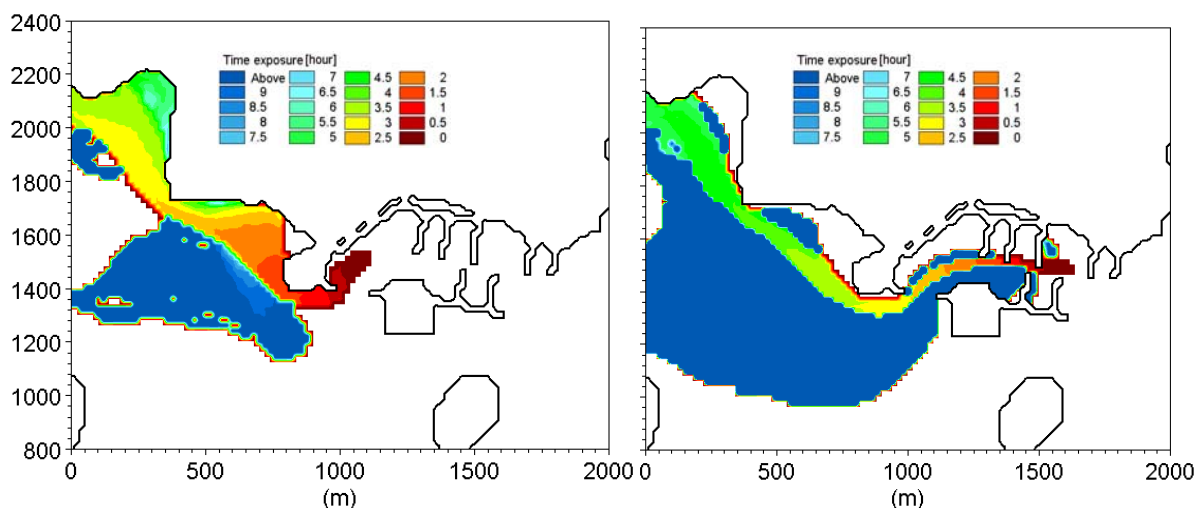 2400
2200
2000
1800
1600
1400
1200
1000
800
Time exposure [hour]
Above 7 4.5 2
9 6.5 4 1.5
8.5 6 3.5 1
8 5.5 3 0.5
7.5 5 2.5 0
0 500 1000 1500 2000
(m)
Time exposure [hour]
Above 7 4.5 2
9 6.5 4 1.5
8.5 6 3.5 1
8 5.5 3 0.5
7.5 5 2.5 0
0 500 1000 1500 2000
(m)